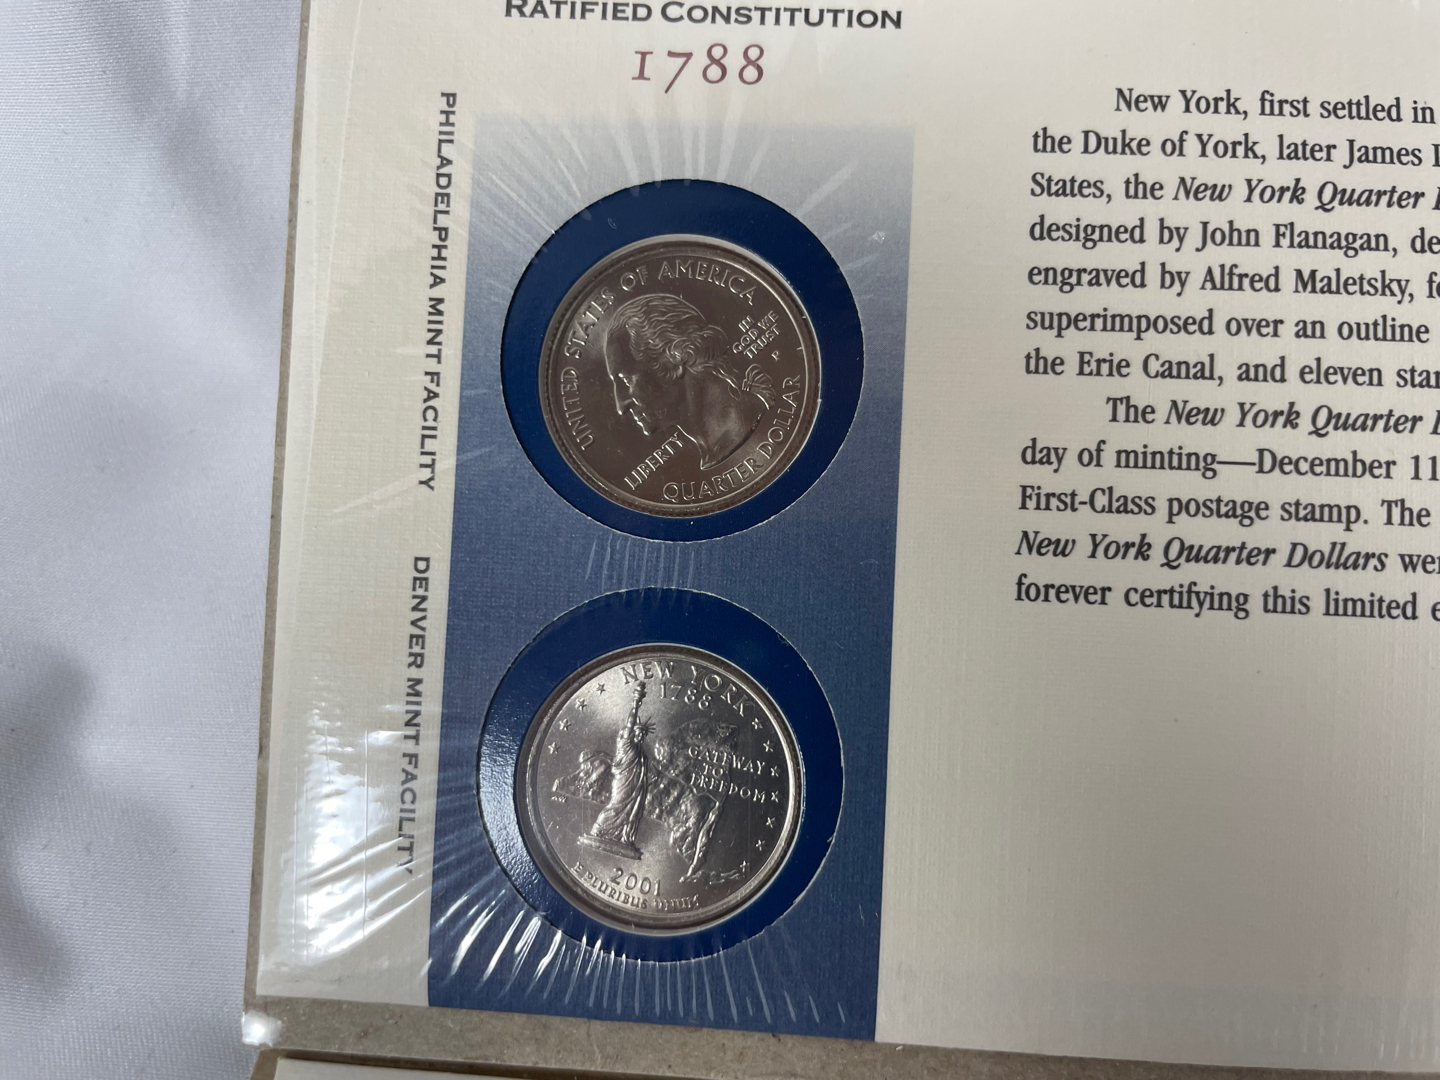 RATIFIED CONSTITUTION
1788
PHILADELPHIA MINT FACILITY
DENVER MINT FACILITY
UNITED STATES OF AMERICA
IN
GOD WE
TRUST
P
LIBERTY
QUARTER DOLLAR
NEW YORK
1788
GATEWAY
TO
FREEDOM
2001
E PLURIBUS UNUM
New York, first settled in
the Duke of York, later James
States, the New York Quarter
designed by John Flanagan, de
engraved by Alfred Maletsky, fe
superimposed over an outline
the Erie Canal, and eleven star
The New York Quarter
day of minting—December 11
First-Class postage stamp. The
New York Quarter Dollars wer
forever certifying this limited e